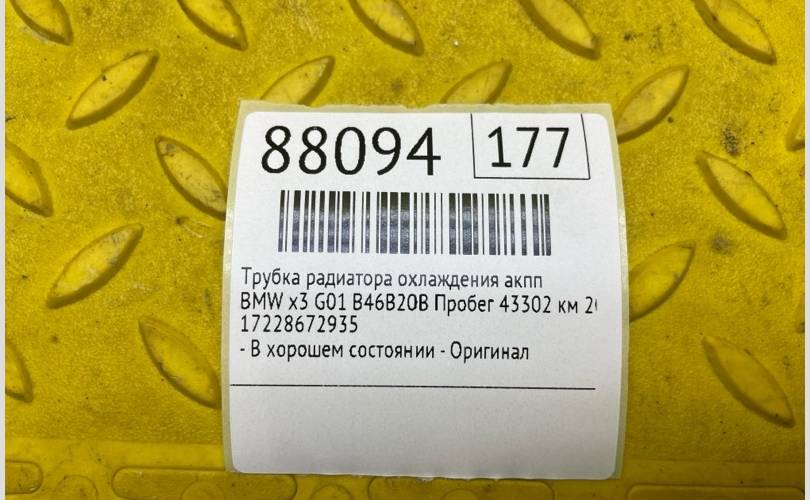 88094 177
Трубка радиатора охлаждения акпп
BMW x3 G01 B46B20B Пробег 43302 км
17228672935
- В хорошем состоянии - Оригинал